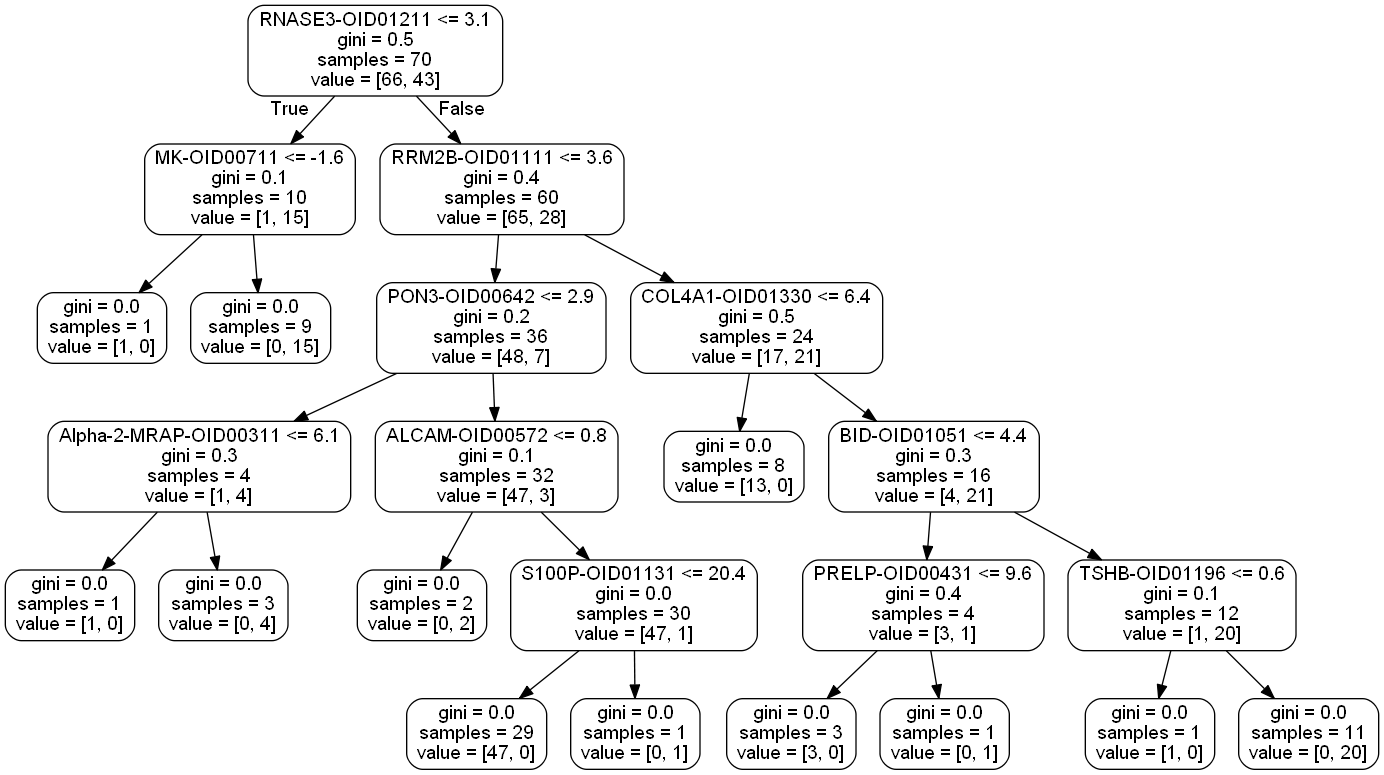 RNASE3-OID01211 <= 3.1
gini = 0.5
samples = 70
value = [66, 43]
True
False
MK-OID00711 <= -1.6
gini = 0.1
samples = 10
value = [1, 15]
RRM2B-OID01111 <= 3.6
gini = 0.4
samples = 60
value = [65, 28]
gini = 0.0
samples = 1
value = [1, 0]
gini = 0.0
samples = 9
value = [0, 15]
PON3-OID00642 <= 2.9
gini = 0.2
samples = 36
value = [48, 7]
COL4A1-OID01330 <= 6.4
gini = 0.5
samples = 24
value = [17, 21]
Alpha-2-MRAP-OID00311 <= 6.1
gini = 0.3
samples = 4
value = [1, 4]
ALCAM-OID00572 <= 0.8
gini = 0.1
samples = 32
value = [47, 3]
gini = 0.0
samples = 8
value = [13, 0]
BID-OID01051 <= 4.4
gini = 0.3
samples = 16
value = [4, 21]
gini = 0.0
samples = 1
value = [1, 0]
gini = 0.0
samples = 3
value = [0, 4]
gini = 0.0
samples = 2
value = [0, 2]
S100P-OID01131 <= 20.4
gini = 0.0
samples = 30
value = [47, 1]
PRELP-OID00431 <= 9.6
gini = 0.4
samples = 4
value = [3, 1]
TSHB-OID01196 <= 0.6
gini = 0.1
samples = 12
value = [1, 20]
gini = 0.0
samples = 29
value = [47, 0]
gini = 0.0
samples = 1
value = [0, 1]
gini = 0.0
samples = 3
value = [3, 0]
gini = 0.0
samples = 1
value = [0, 1]
gini = 0.0
samples = 1
value = [1, 0]
gini = 0.0
samples = 11
value = [0, 20]